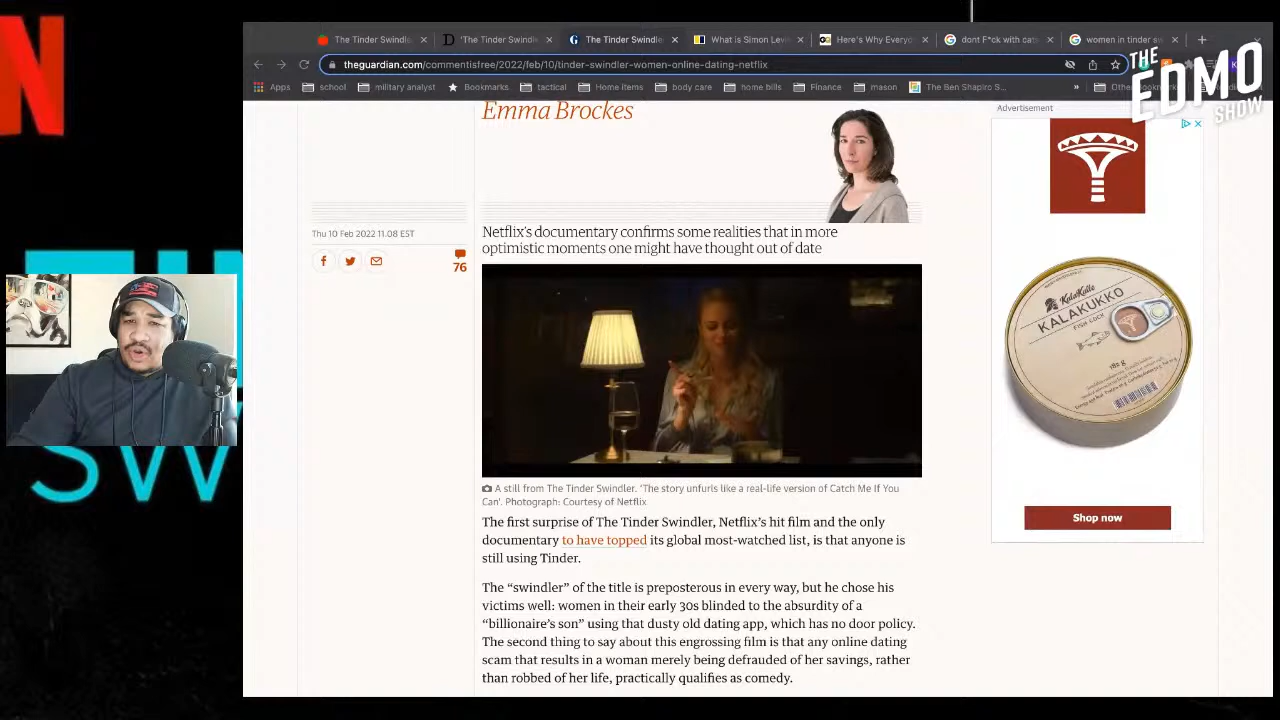 The Tinder Swindle
'The Tinder Swindl
The Tinder Swindle
What is Simon Levi
Here's Why Everyo
dont F*ck with cat
women in tinder sw
THE
EDMO
SHOW
theguardian.com/commentisfree/2022/feb/10/tinder-swindler-women-online-dating-netflix
Apps
school
military analyst
Bookmarks
tactical
Home items
body care
home bills
Finance
mason
The Ben Shapiro S...
»
N
Emma Brockes
Advertisement
Thu 10 Feb 2022 11.08 EST
76
Netflix's documentary confirms some realities that in more
optimistic moments one might have thought out of date
KalaKukko
KALAKUKKO
FISH COCK
Shop now
SW
A still from The Tinder Swindler. 'The story unfurls like a real-life version of Catch Me If You
Can'. Photograph: Courtesy of Netflix
The first surprise of The Tinder Swindler, Netflix's hit film and the only
documentary to have topped its global most-watched list, is that anyone is
still using Tinder.
The “swindler” of the title is preposterous in every way, but he chose his
victims well: women in their early 30s blinded to the absurdity of a
“billionaire's son” using that dusty old dating app, which has no door policy.
The second thing to say about this engrossing film is that any online dating
scam that results in a woman merely being defrauded of her savings, rather
than robbed of her life, practically qualifies as comedy.